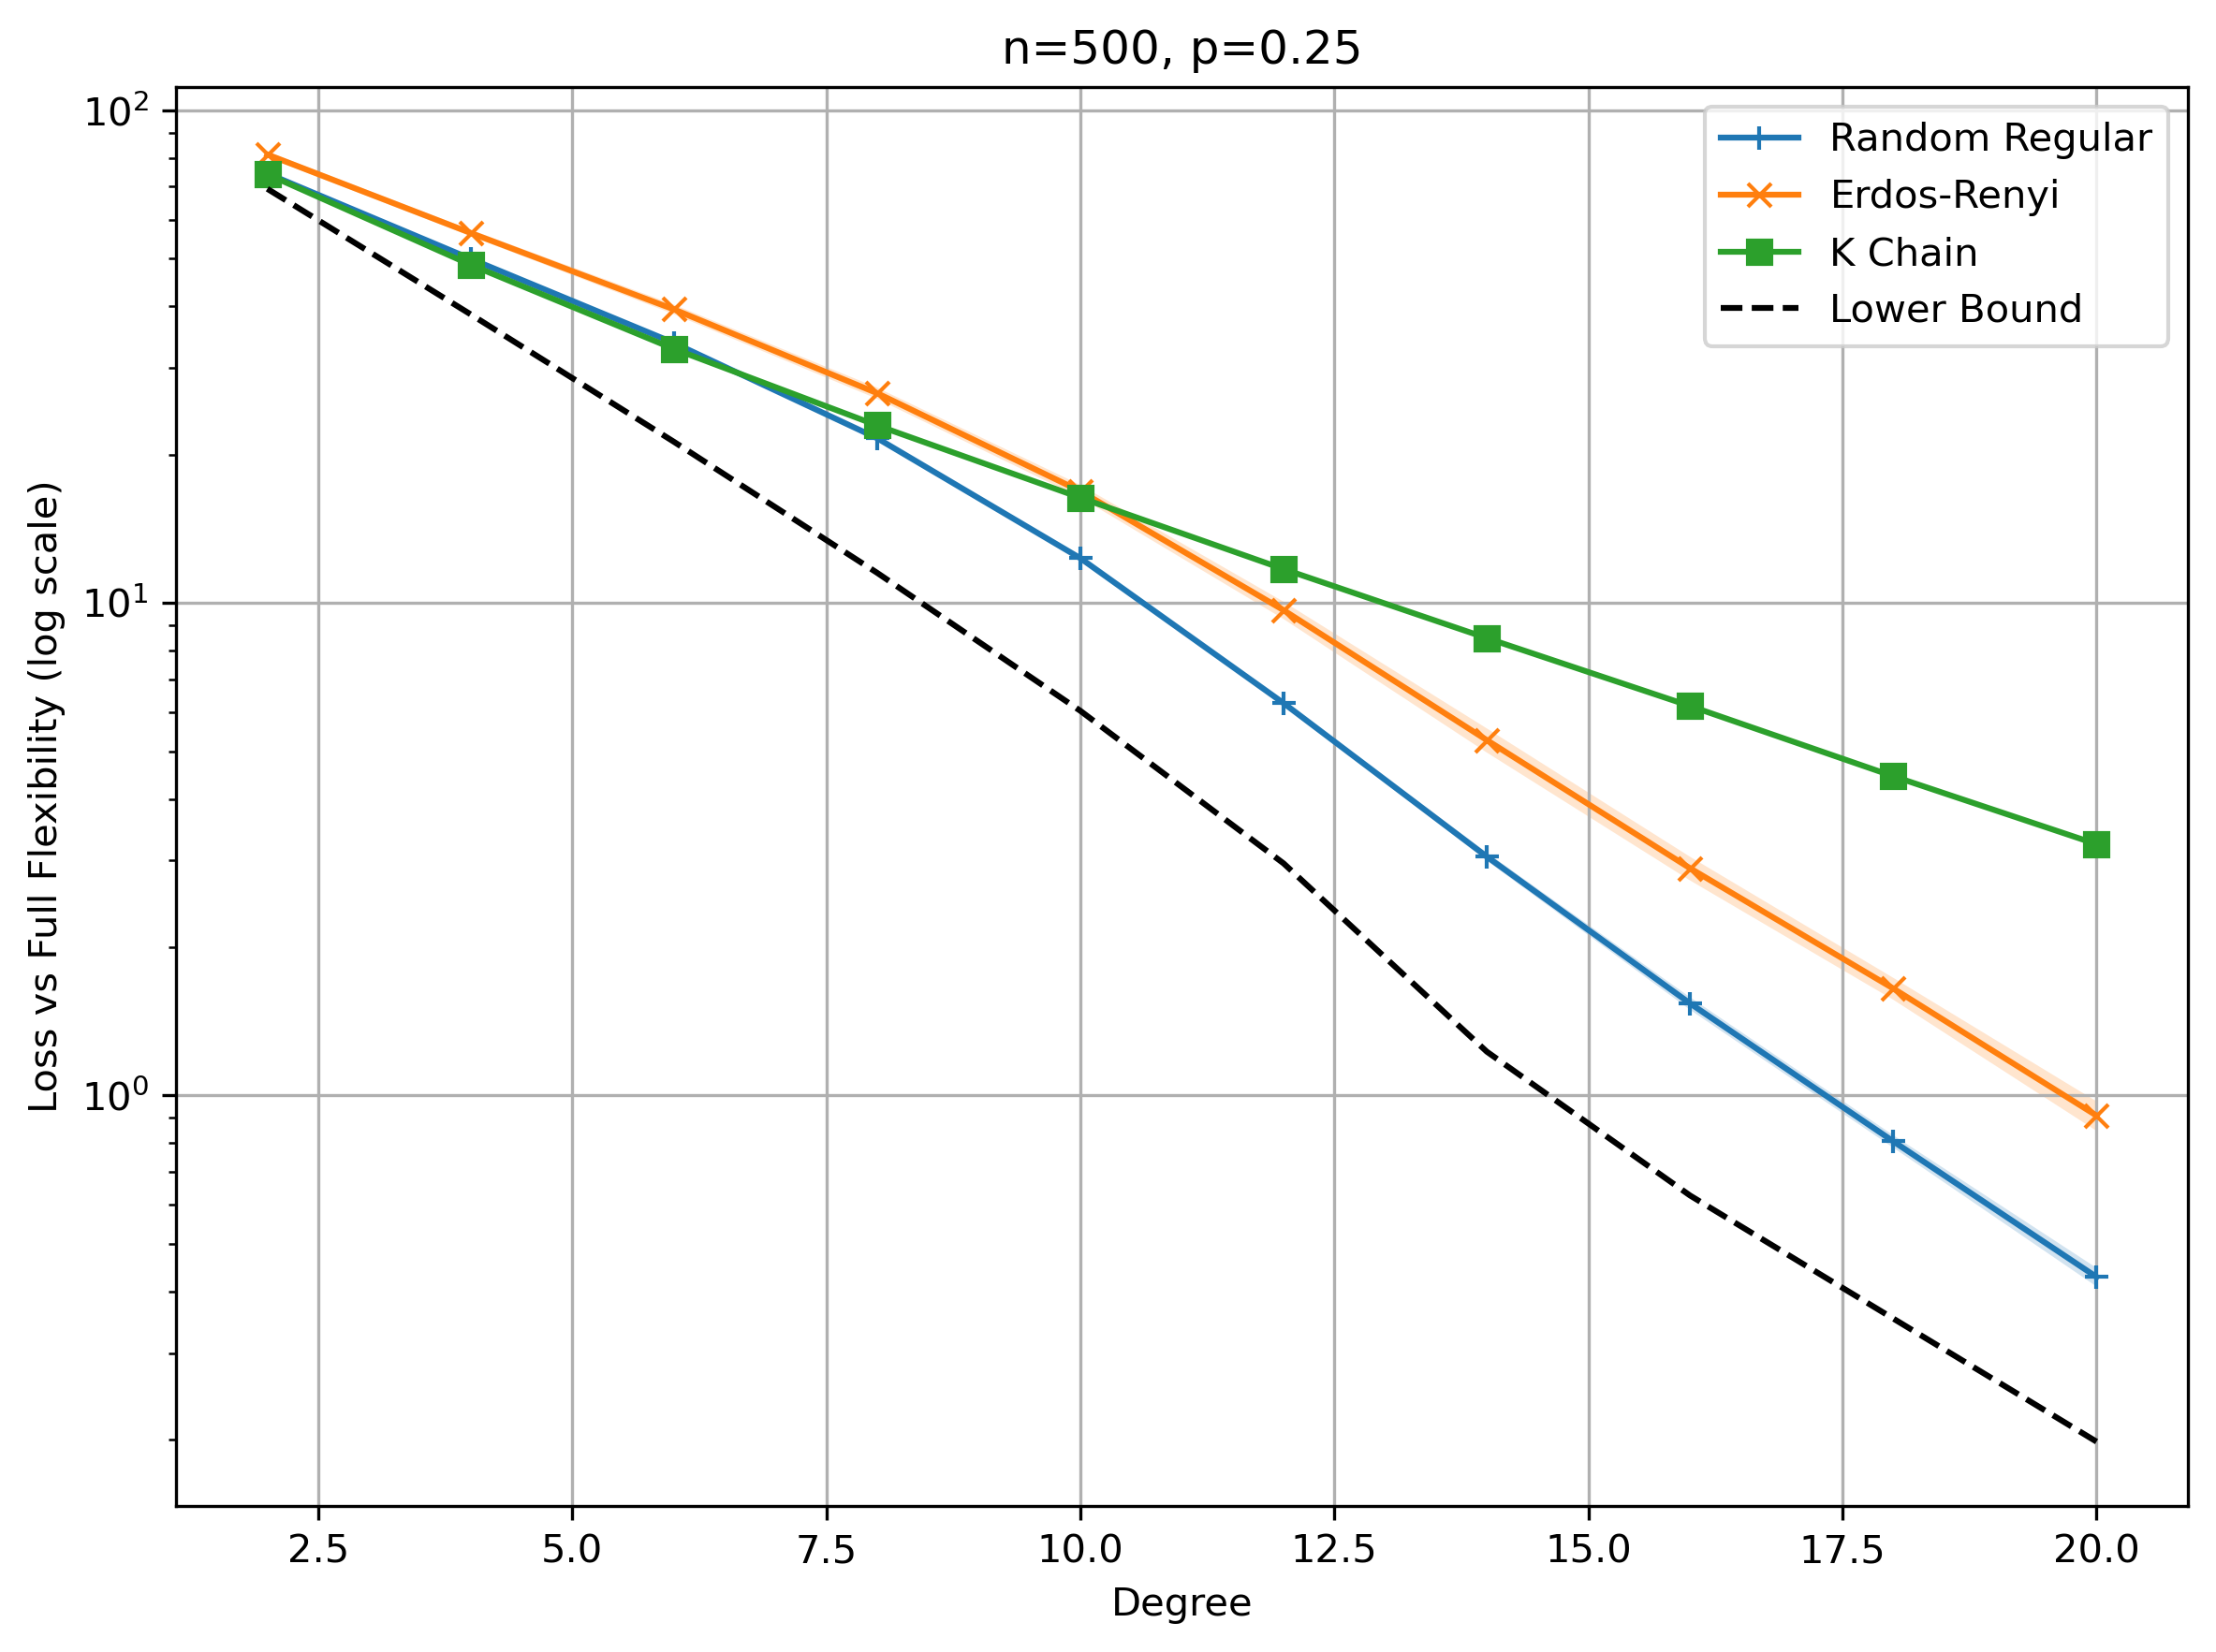 n=500, p=0.25
Loss vs Full Flexibility (log scale)
10²
10¹
10⁰
Random Regular
Erdos-Renyi
K Chain
Lower Bound
2.5 5.0 7.5 10.0 12.5 15.0 17.5 20.0
Degree